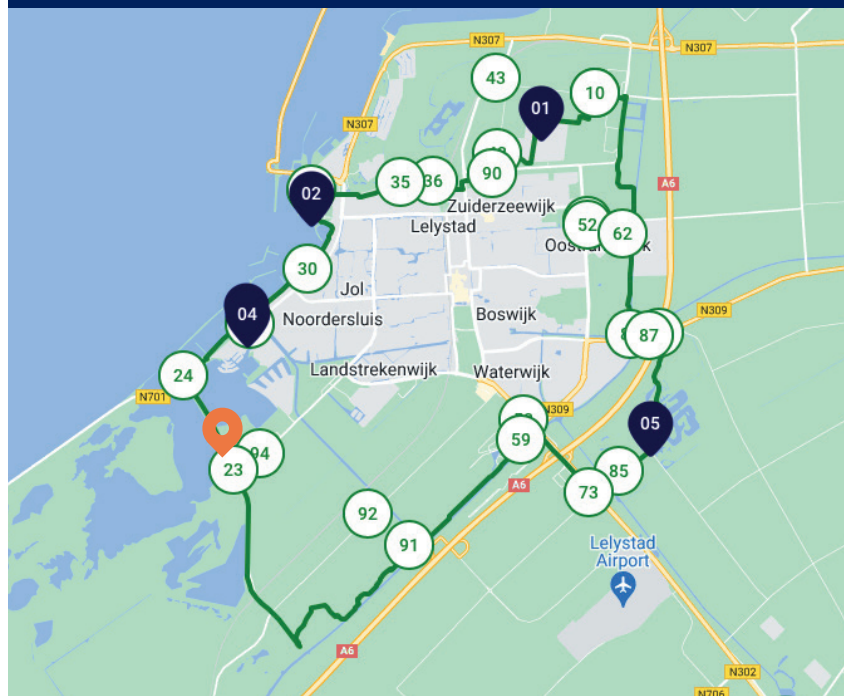 N307
N307
43
10
01
N307
A6
90
36
35
02
Zuiderzeewijk
Lelystad
52
62
30
Jol
04
Noordersluis
Boswijk
N309
87
24
Landstrekenwijk
Waterwijk
N701
N309
05
59
94
23
85
A6
73
92
91
Lelystad
Airport
A6
N302
N706